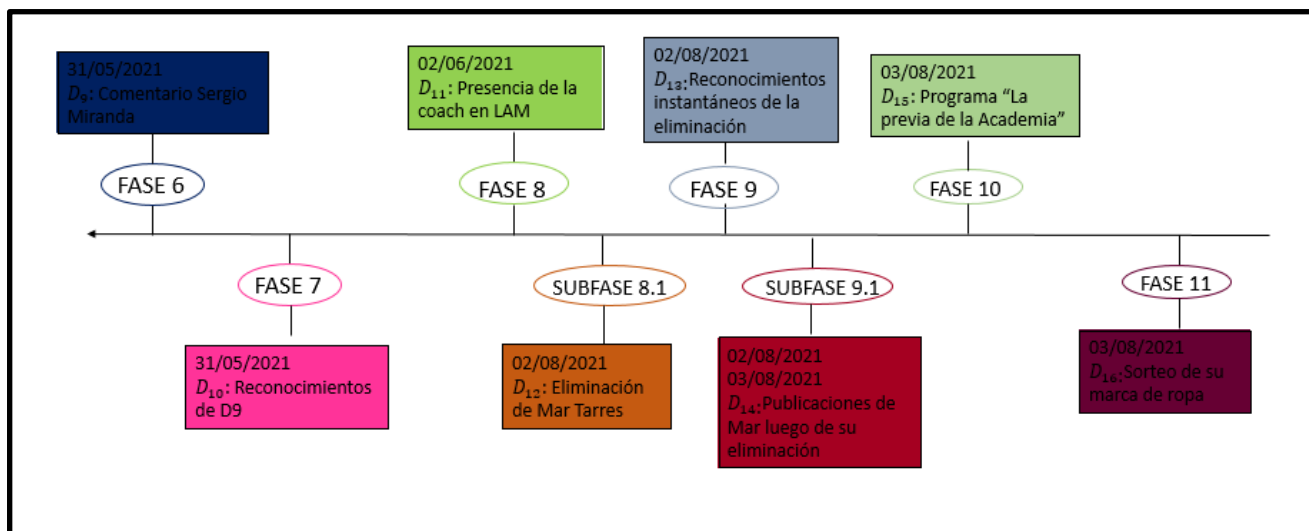 31/05/2021
D₉: Comentario Sergio
Miranda
02/06/2021
D₁₁: Presencia de la
coach en LAM
02/08/2021
D₁₃:Reconocimientos
instantáneos de la
eliminación
03/08/2021
D₁₅: Programa “La
previa de la Academia”
FASE 6
FASE 8
FASE 9
FASE 10
FASE 7
SUBFASE 8.1
SUBFASE 9.1
FASE 11
31/05/2021
D₁₀: Reconocimientos
de D9
02/08/2021
D₁₂: Eliminación
de Mar Tarres
02/08/2021
03/08/2021
D₁₄:Publicaciones de
Mar luego de su
eliminación
03/08/2021
D₁₆:Sorteo de su
marca de ropa